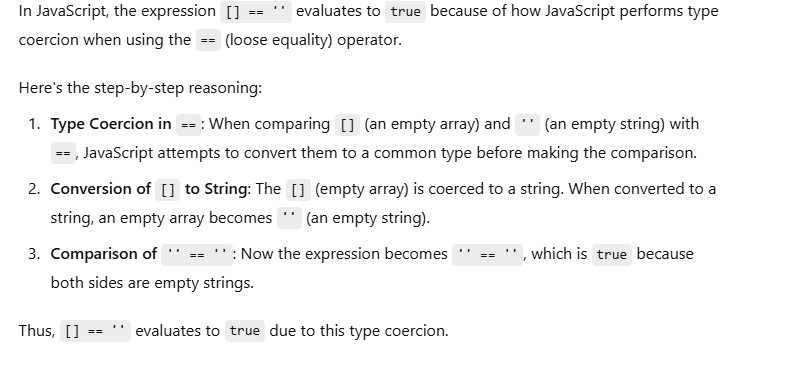 In JavaScript, the expression [] == '' evaluates to true because of how JavaScript performs type
coercion when using the == (loose equality) operator.
Here's the step-by-step reasoning:
1. Type Coercion in ==: When comparing [] (an empty array) and '' (an empty string) with
==, JavaScript attempts to convert them to a common type before making the comparison.
2. Conversion of [] to String: The [] (empty array) is coerced to a string. When converted to a
string, an empty array becomes '' (an empty string).
3. Comparison of '' == '': Now the expression becomes '' == '', which is true because
both sides are empty strings.
Thus, [] == '' evaluates to true due to this type coercion.